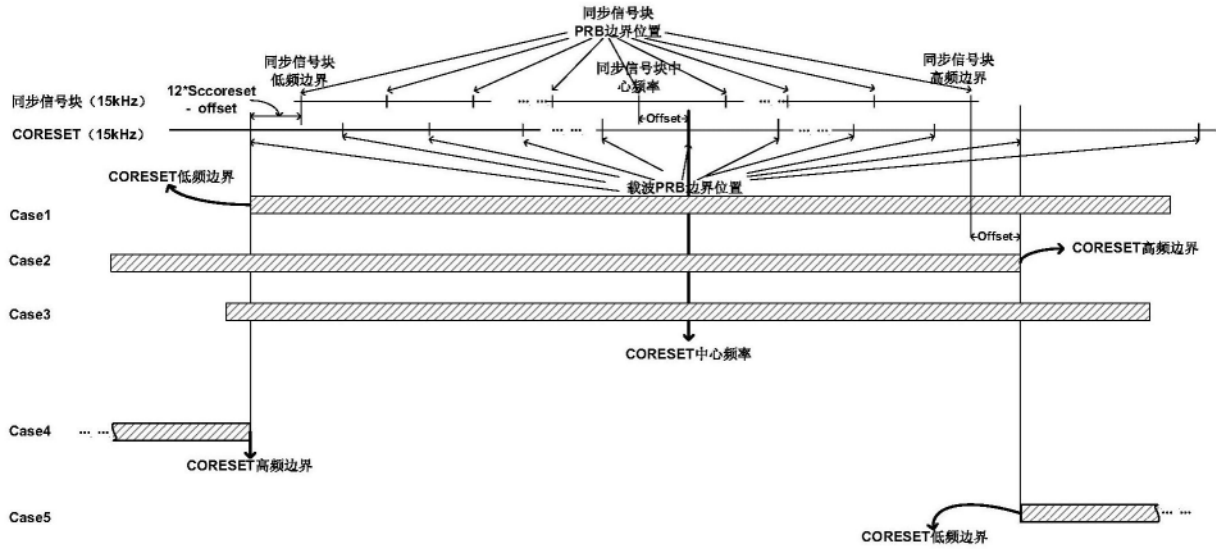 同步信号块
PRB边界位置
同步信号块
低频边界
同步信号块中
心频率
同步信号块
高频边界
同步信号块（15kHz）
12*Sccoreset
- offset
... ...
... ...
CORESET（15kHz）
Offset
... ...
... ...
CORESET低频边界
载波PRB边界位置
Case1
Offset
CORESET高频边界
Case2
Case3
CORESET中心频率
Case4
... ...
CORESET高频边界
Case5
... ...
CORESET低频边界